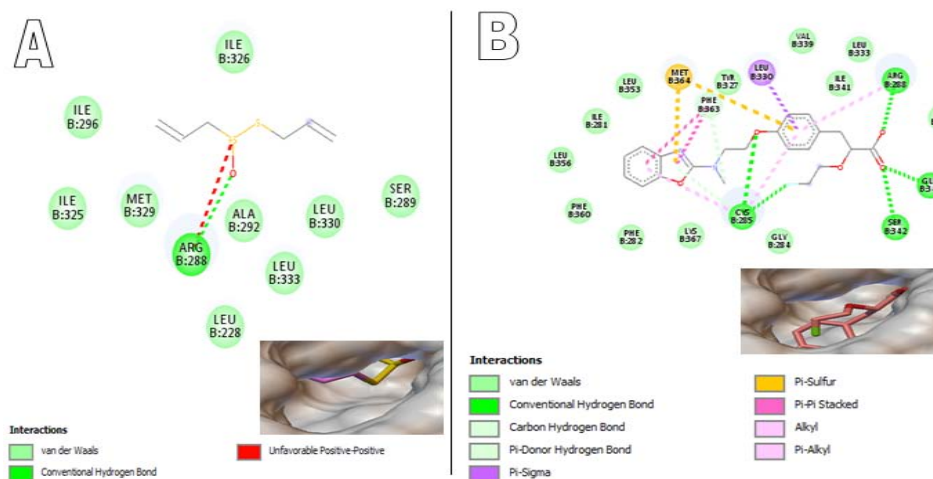 A
ILE
B:326
ILE
B:296
ILE
B:325
MET
B:329
ARG
B:288
ALA
B:292
LEU
B:330
SER
B:289
LEU
B:333
LEU
B:228
S
S
O
Interactions
van der Waals
Conventional Hydrogen Bond
Unfavorable Positive-Positive
B
VAL
B:339
LEU
B:333
MET
B:364
LEU
B:330
ARG
B:288
LEU
B:353
TYR
B:327
ILE
B:341
PHE
B:363
ILE
B:281
LEU
B:356
PHE
B:360
PHE
B:282
LYS
B:367
CYS
B:285
GLY
B:284
SER
B:342
Interactions
van der Waals
Conventional Hydrogen Bond
Carbon Hydrogen Bond
Pi-Donor Hydrogen Bond
Pi-Sigma
Pi-Sulfur
Pi-Pi Stacked
Alkyl
Pi-Alkyl